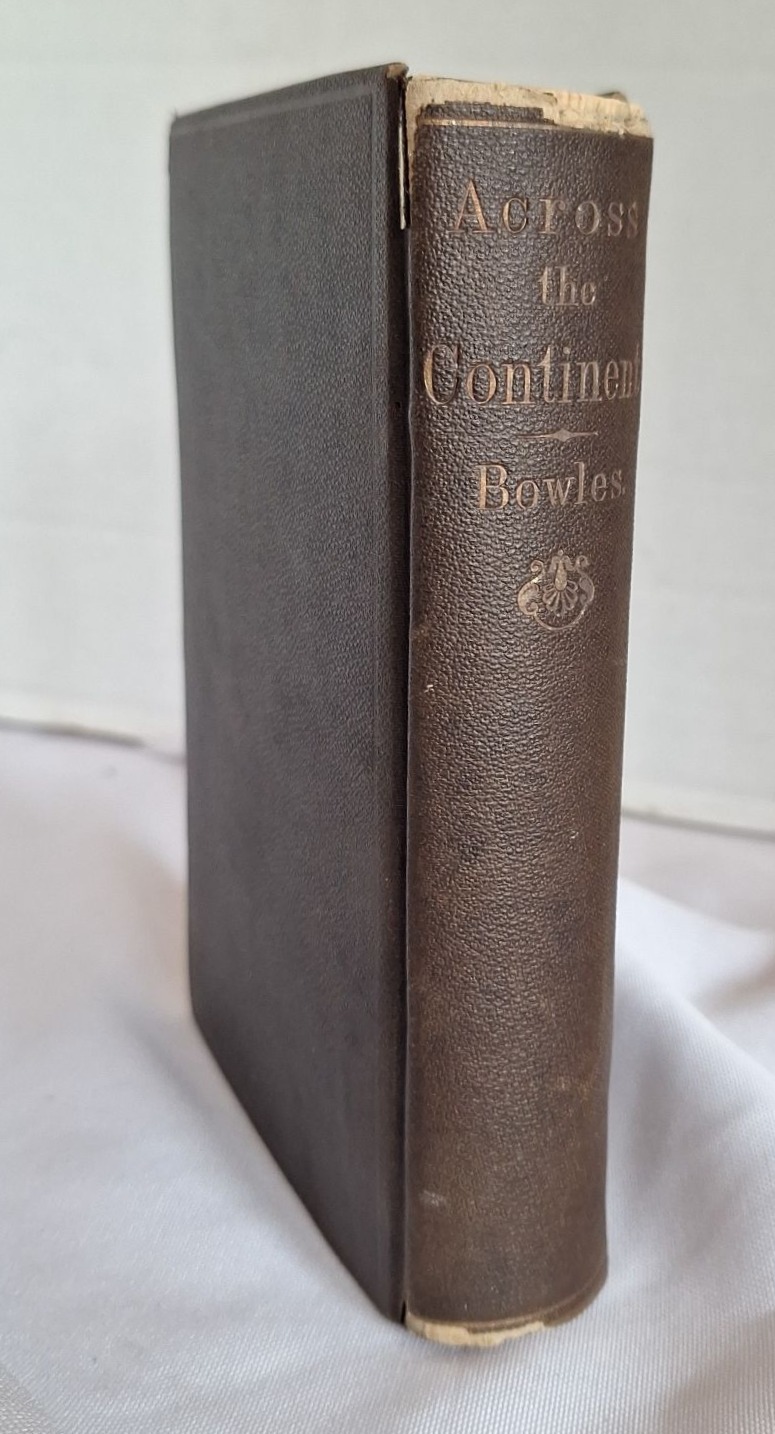 Across
the
Continent
Bowles.